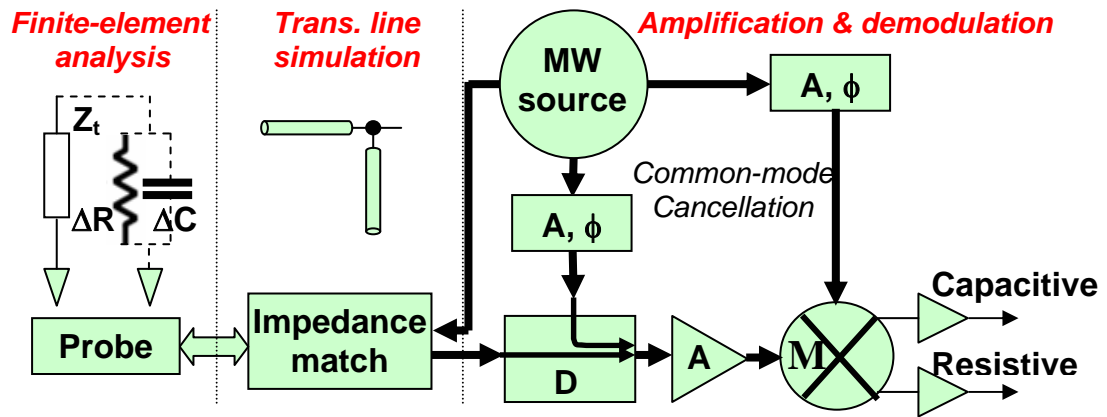 Finite-element
analysis
Trans. line
simulation
Amplification & demodulation
MW
source
A, ϕ
Zt
ΔR
ΔC
Common-mode
Cancellation
A, ϕ
Probe
Impedance
match
D
A
M
Capacitive
Resistive